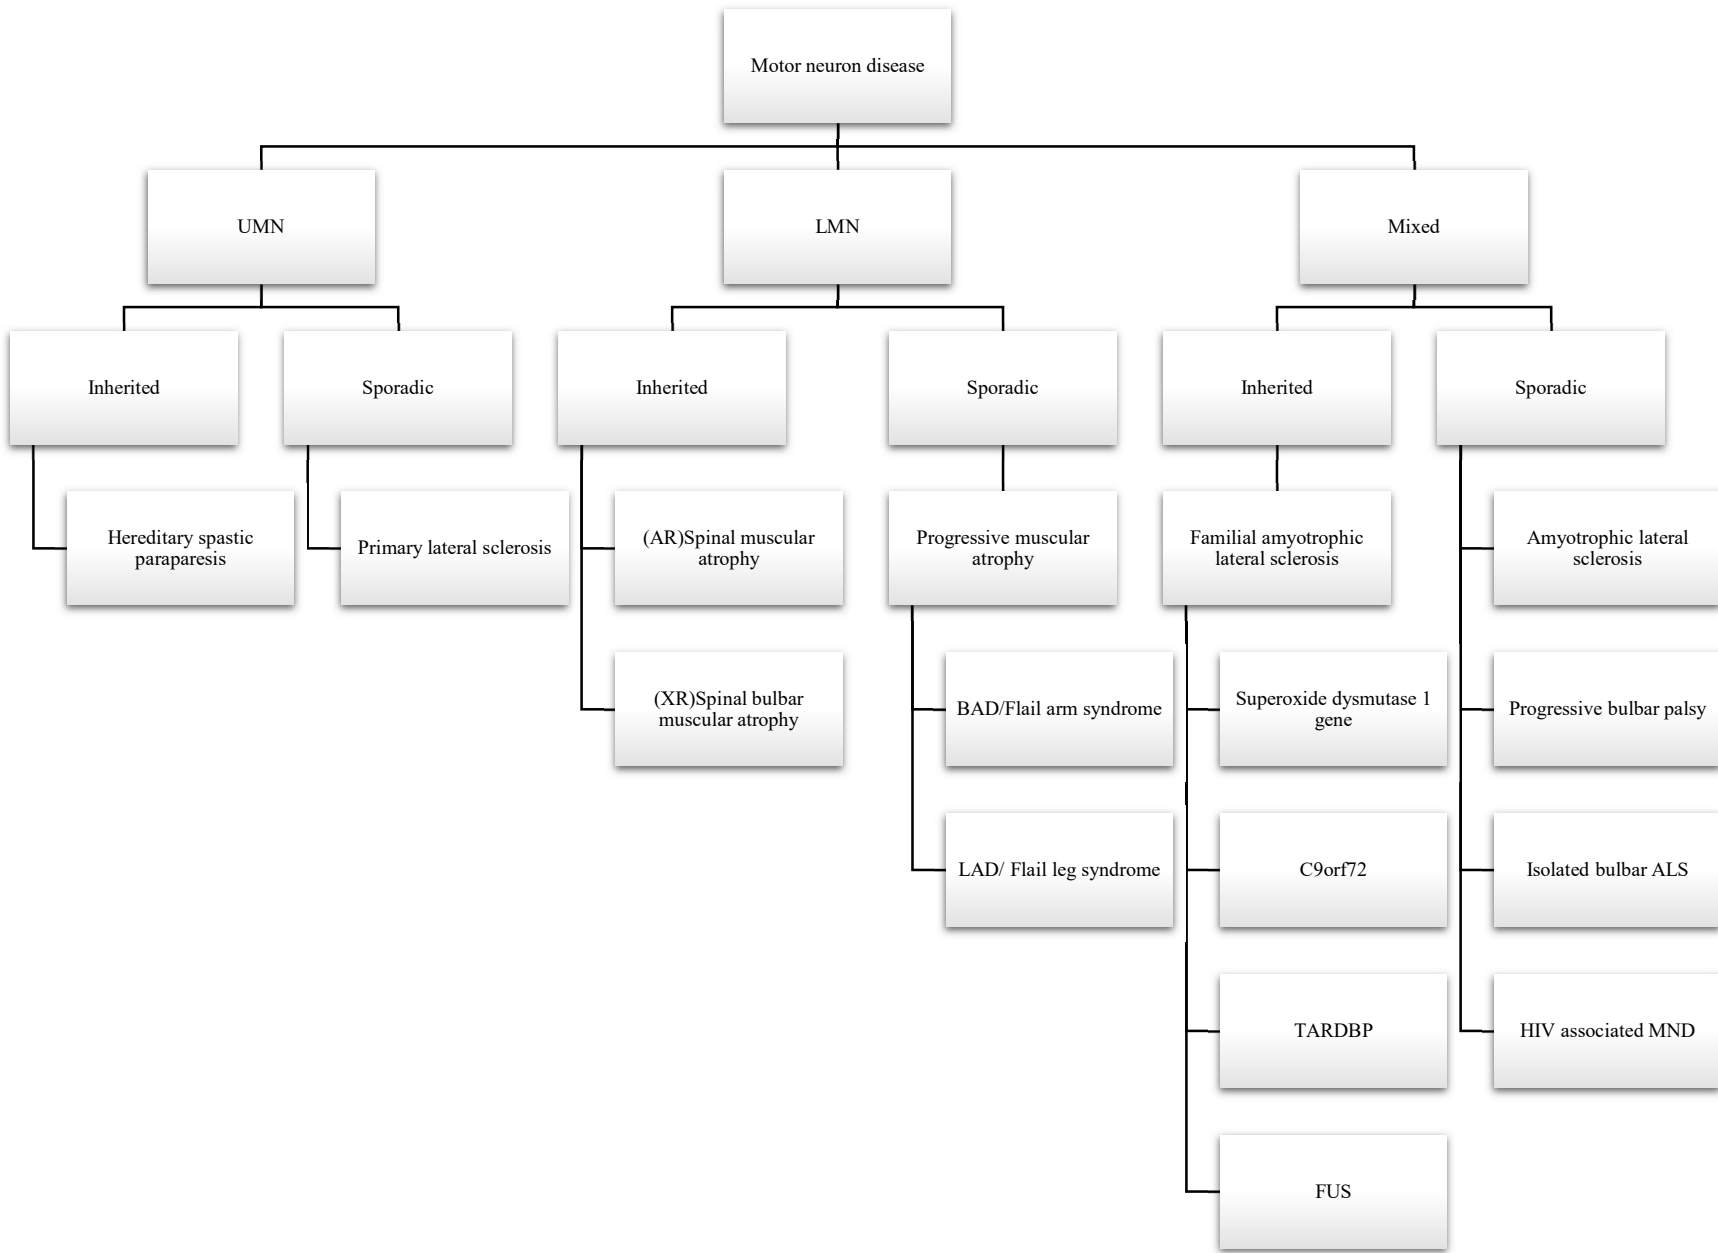 Motor neuron disease
UMN
LMN
Mixed
Inherited
Sporadic
Inherited
Sporadic
Inherited
Sporadic
Hereditary spastic
paraparesis
Primary lateral sclerosis
(AR)Spinal muscular
atrophy
Progressive muscular
atrophy
Familial amyotrophic
lateral sclerosis
Amyotrophic lateral
sclerosis
(XR)Spinal bulbar
muscular atrophy
BAD/Flail arm syndrome
Superoxide dysmutase 1
gene
Progressive bulbar palsy
LAD/ Flail leg syndrome
C9orf72
Isolated bulbar ALS
TARDBP
HIV associated MND
FUS